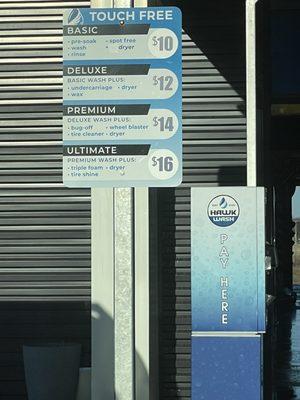 TOUCH FREE
BASIC
• pre-soak • spot free
• wash • dryer
• rinse
$10
DELUXE
BASIC WASH PLUS:
• undercarriage • dryer
• wax
$12
PREMIUM
DELUXE WASH PLUS:
• bug-off • wheel blaster
• tire cleaner • dryer
$14
ULTIMATE
PREMIUM WASH PLUS:
• triple foam • dryer
• tire shine
$16
HAWK
WASH
PAY HERE